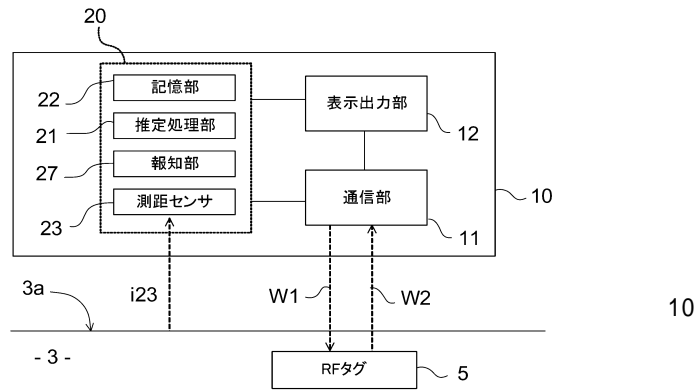 20
記憶部
22
推定処理部
21
報知部
27
測距センサ
23
表示出力部
12
通信部
11
10
3a
i23
W1
W2
10
- 3 -
RFタグ
5